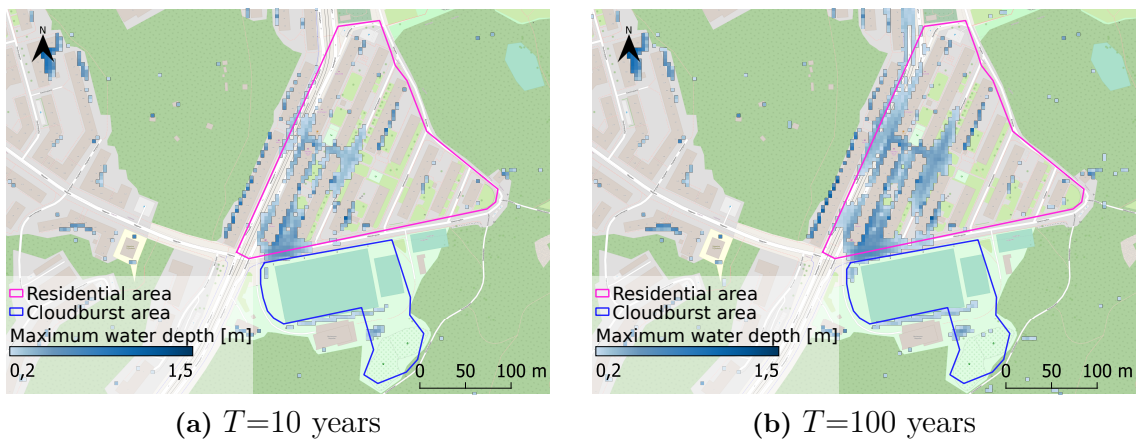 N
Residential area
Cloudburst area
Maximum water depth [m]
0,2 1,5
0 50 100 m
(a) T=10 years
N
Residential area
Cloudburst area
Maximum water depth [m]
0,2 1,5
0 50 100 m
(b) T=100 years